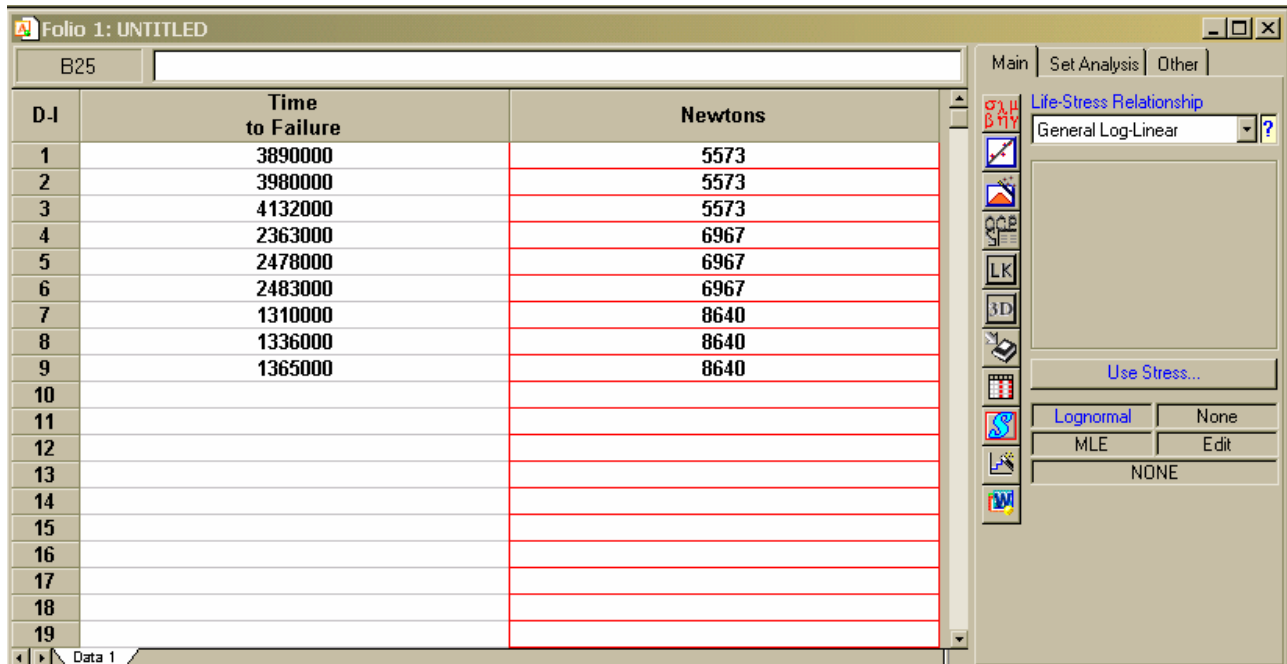 Folio 1: UNTITLED
B25
Main Set Analysis Other
D-I Time to Failure Newtons
1 3890000 5573
2 3980000 5573
3 4132000 5573
4 2363000 6967
5 2478000 6967
6 2483000 6967
7 1310000 8640
8 1336000 8640
9 1365000 8640
10
11
12
13
14
15
16
17
18
19
Data 1
σλμ
βηγ
Life-Stress Relationship
General Log-Linear ?
QCP
LK
3D
Use Stress...
Lognormal None
MLE Edit
NONE
W